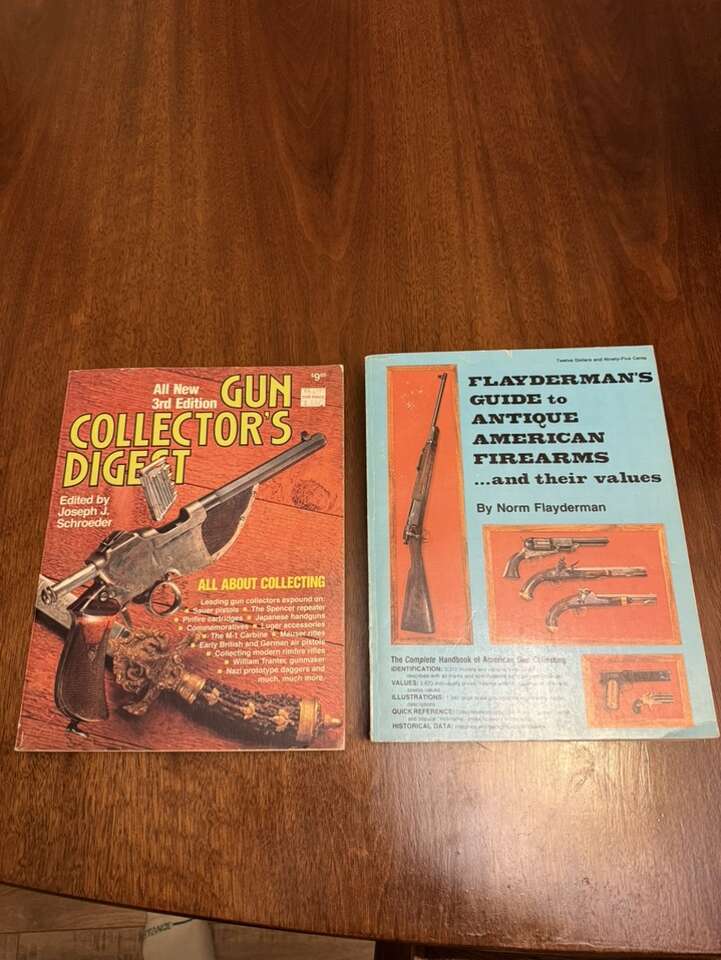 $9.95
All New
3rd Edition
GUN
COLLECTOR'S
DIGEST
Edited by
Joseph J.
Schroeder
ALL ABOUT COLLECTING
Leading gun collectors expound on:
Sauer pistols ■ The Spencer repeater
Pinfire cartridges ■ Japanese handguns
Commemoratives ■ Luger accessories
■ The M-1 Carbine ■ Mauser rifles
Early British and German air pistols
■ Collecting modern rimfire rifles
■ William Tranter, gunmaker
■ Nazi prototype daggers and
much, much more.
Twelve Dollars and Ninety-Five Cents
FLAYDERMAN'S
GUIDE to
ANTIQUE
AMERICAN
FIREARMS
...and their values
By Norm Flayderman
The Complete Handbook of American Gun Collecting
IDENTIFICATION:
VALUES:
ILLUSTRATIONS:
descriptions
QUICK REFERENCE:
HISTORICAL DATA: